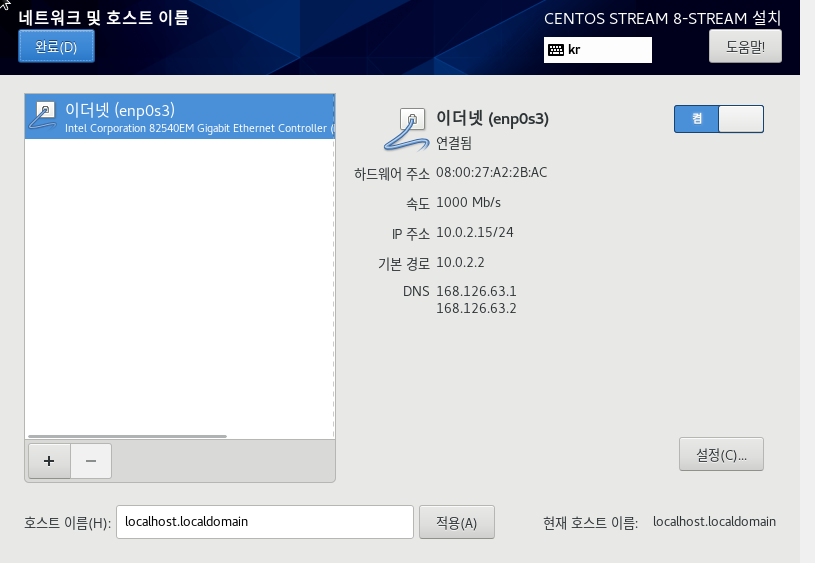 네트워크 및 호스트 이름
CENTOS STREAM 8-STREAM 설치
완료(D)
kr
도움말!
이더넷 (enp0s3)
Intel Corporation 82540EM Gigabit Ethernet Controller (
이더넷 (enp0s3)
연결됨
켬
하드웨어 주소 08:00:27:A2:2B:AC
속도 1000 Mb/s
IP 주소 10.0.2.15/24
기본 경로 10.0.2.2
DNS 168.126.63.1
168.126.63.2
+ −
설정(C)...
호스트 이름(H): localhost.localdomain 적용(A) 현재 호스트 이름: localhost.localdomain